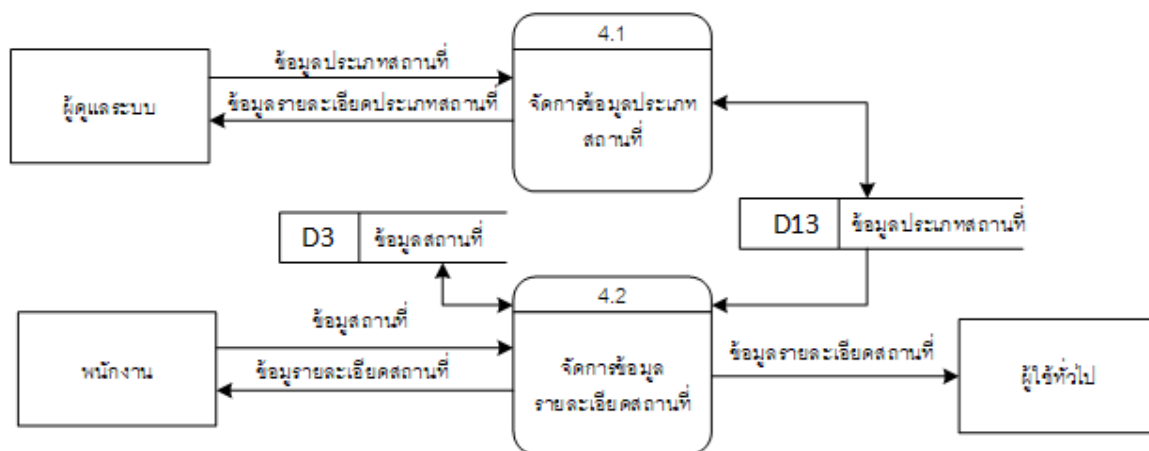 4.1
ข้อมูลประเภทสถานที่
ผู้ดูแลระบบ
ข้อมูลรายละเอียดประเภทสถานที่
จัดการข้อมูลประเภท
สถานที่
D3
ข้อมูลสถานที่
D13
ข้อมูลประเภทสถานที่
4.2
ข้อมูสถานที่
พนักงาน
ข้อมูรายละเอียดสถานที่
จัดการข้อมูล
รายละเอียดสถานที่
ข้อมูลรายละเอียดสถานที่
ผู้ใช้ทั่วไป